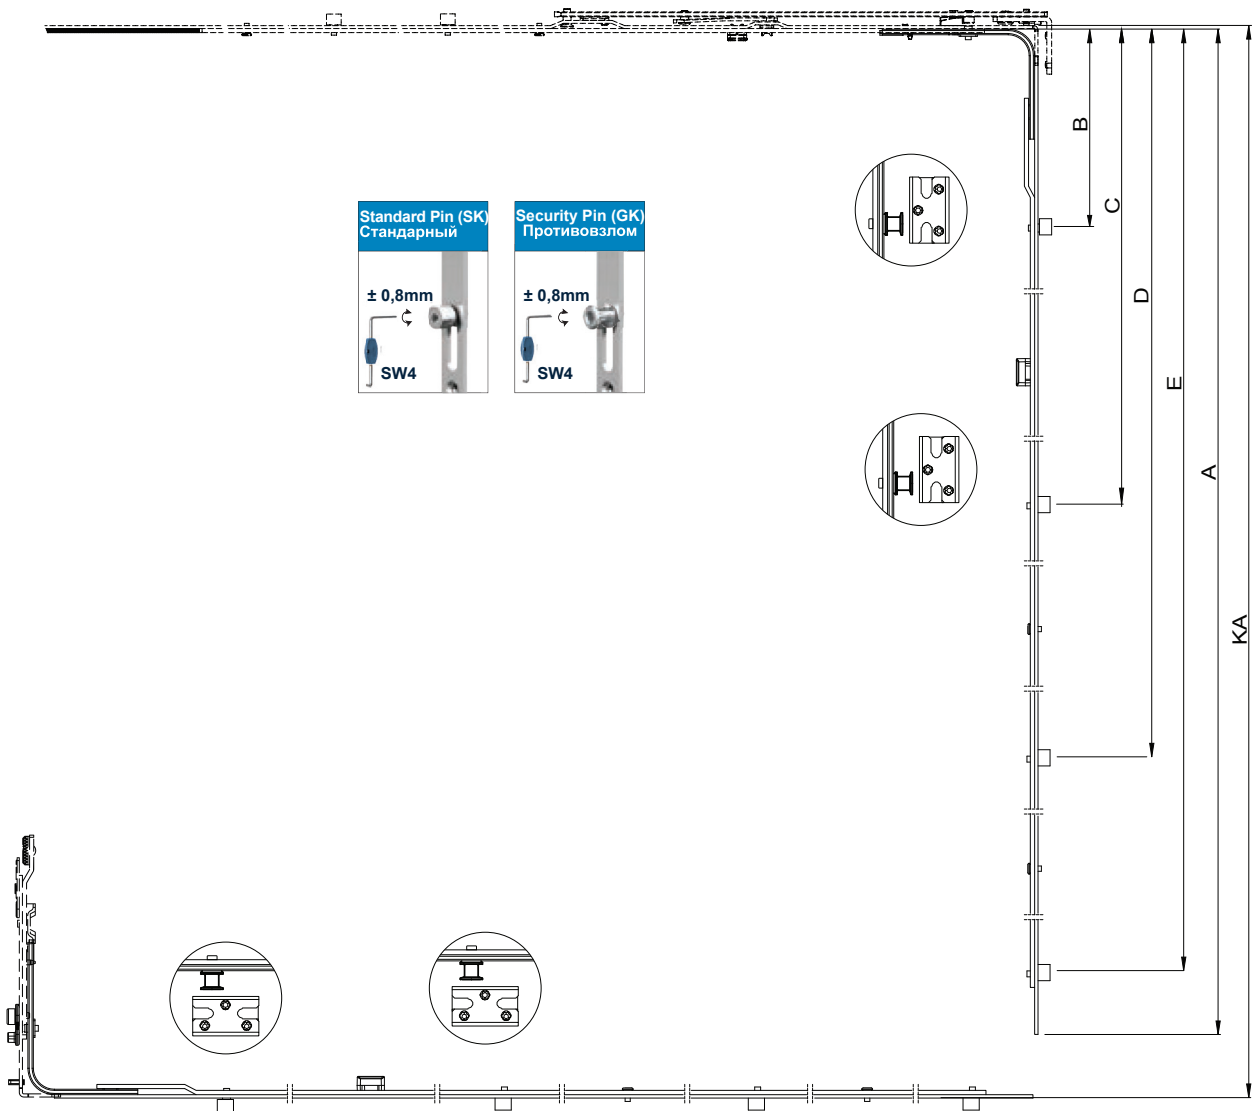 Standard Pin (SK)
Стандарный
± 0,8mm
SW4
Security Pin (GK)
Противовзлом
± 0,8mm
SW4
B
C
D
E
A
KA